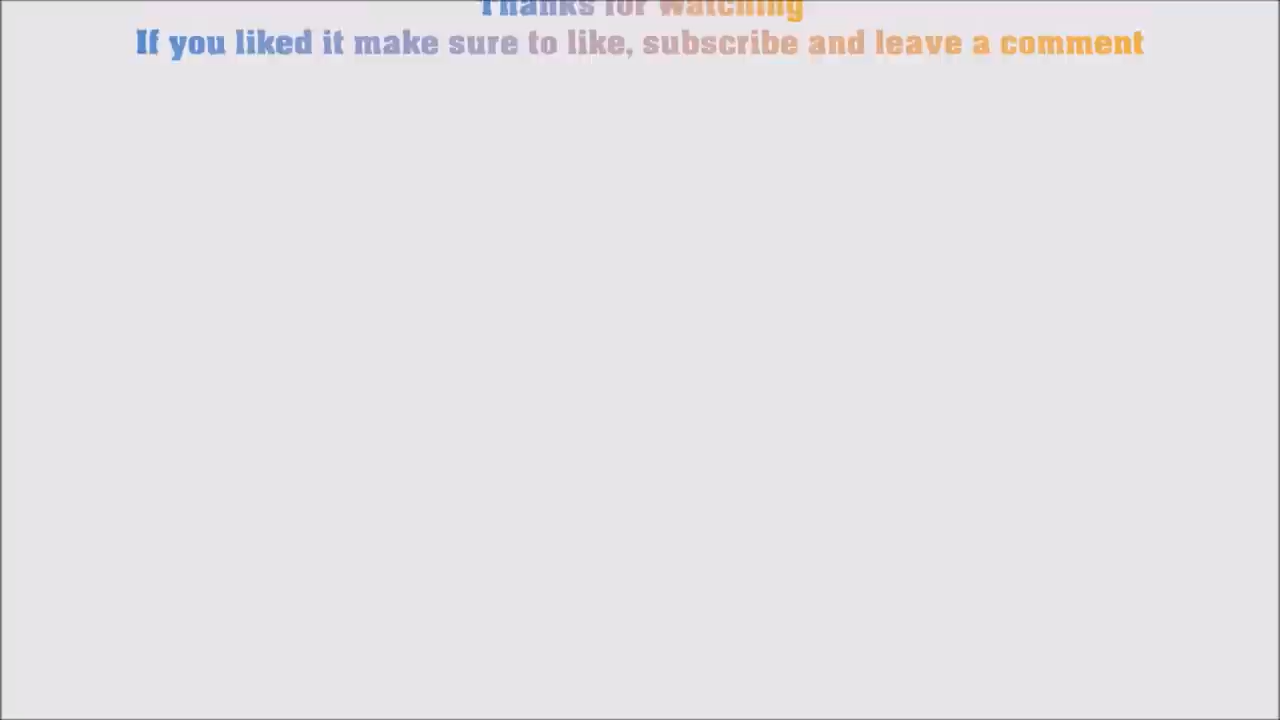 Thanks for watching
If you liked it make sure to like, subscribe and leave a comment